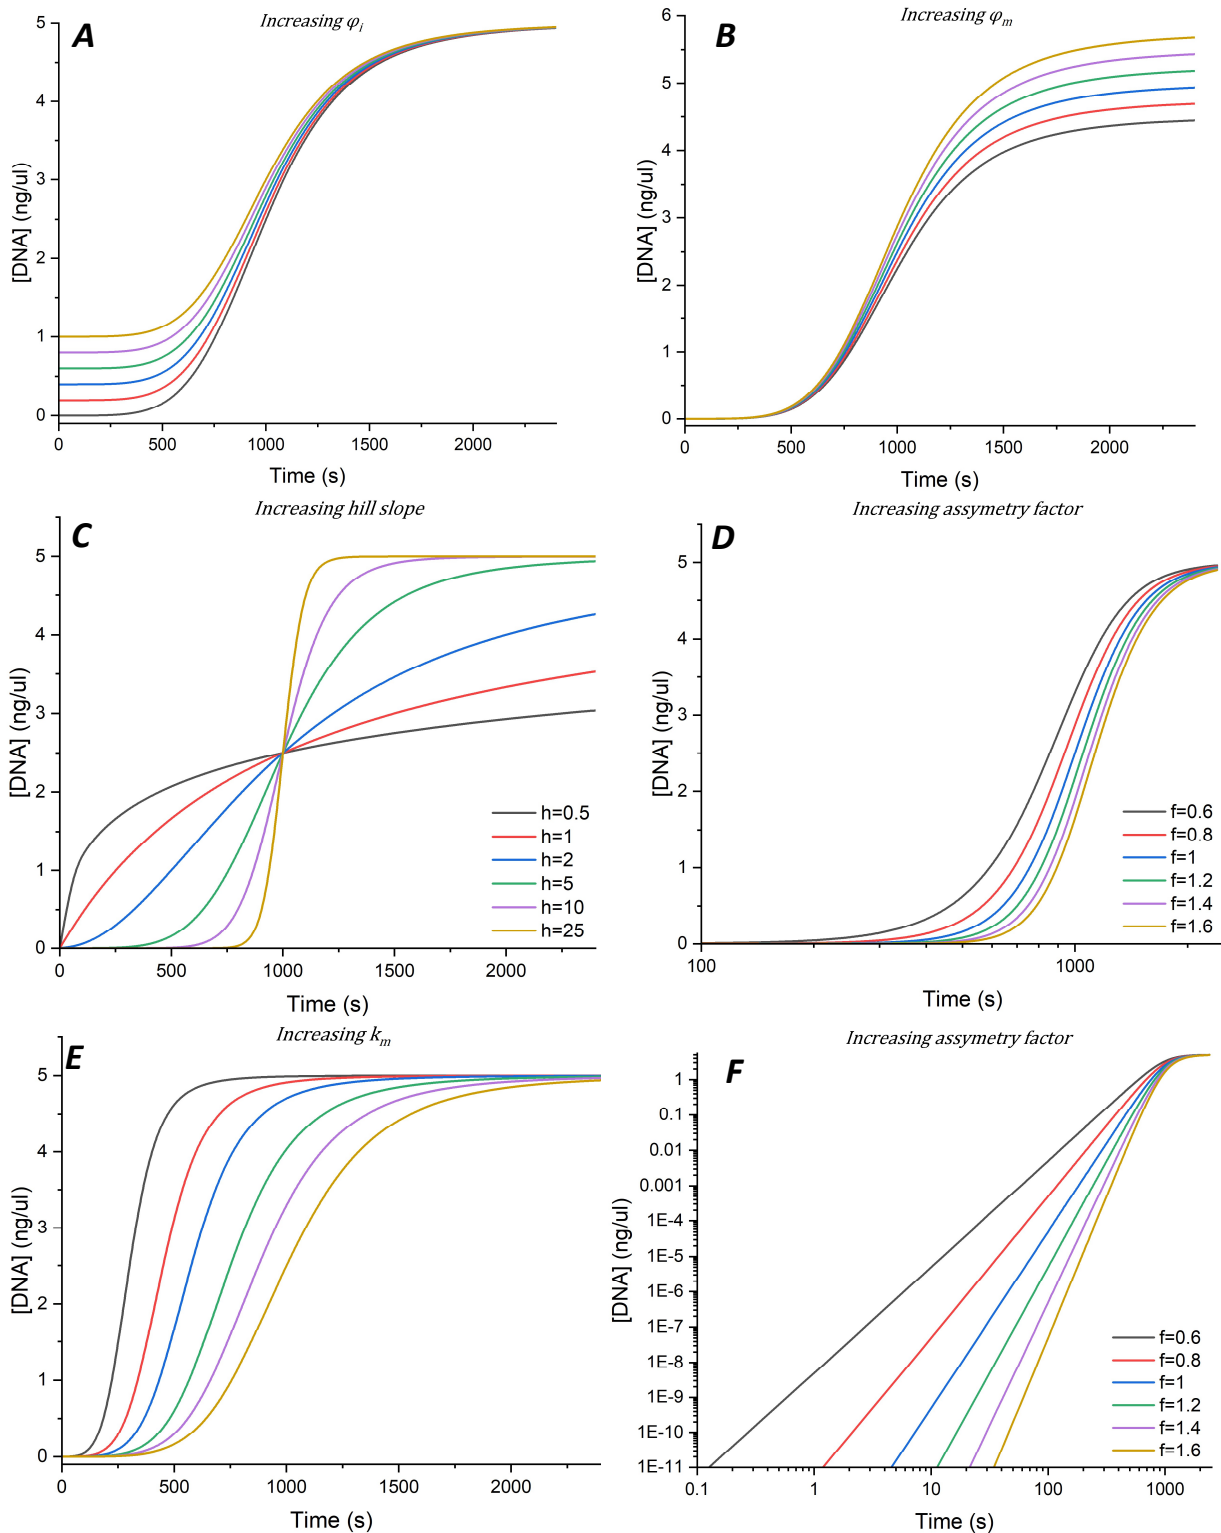 A
Increasing φi
5
4
3
2
1
0
[DNA] (ng/ul)
0
500
1000
1500
2000
Time (s)
B
Increasing φm
6
5
4
3
2
1
0
[DNA] (ng/ul)
0
500
1000
1500
2000
Time (s)
C
Increasing hill slope
5
4
3
2
1
0
[DNA] (ng/ul)
h=0.5
h=1
h=2
h=5
h=10
h=25
0
500
1000
1500
2000
Time (s)
D
Increasing assymetry factor
5
4
3
2
1
0
[DNA] (ng/ul)
f=0.6
f=0.8
f=1
f=1.2
f=1.4
f=1.6
100
1000
Time (s)
E
Increasing km
5
4
3
2
1
0
[DNA] (ng/ul)
0
500
1000
1500
2000
Time (s)
F
Increasing assymetry factor
1
0.1
0.01
0.001
1E-4
1E-5
1E-6
1E-7
1E-8
1E-9
1E-10
1E-11
[DNA] (ng/ul)
f=0.6
f=0.8
f=1
f=1.2
f=1.4
f=1.6
0.1
1
10
100
1000
Time (s)